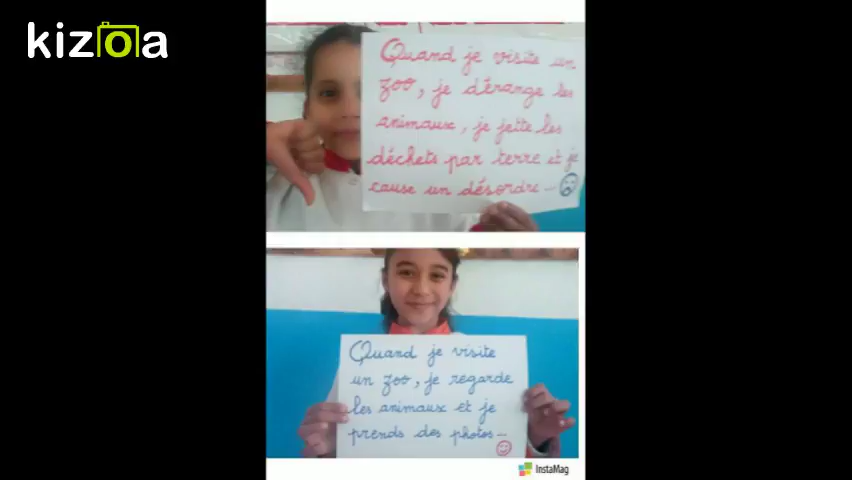 kizoa
Quand je visite un
zoo, je dérange les
animaux, je jette les
déchets par terre et je
cause un désordre...
Quand je visite
un zoo, je regarde
les animaux et je
prends des photos...
InstaMag